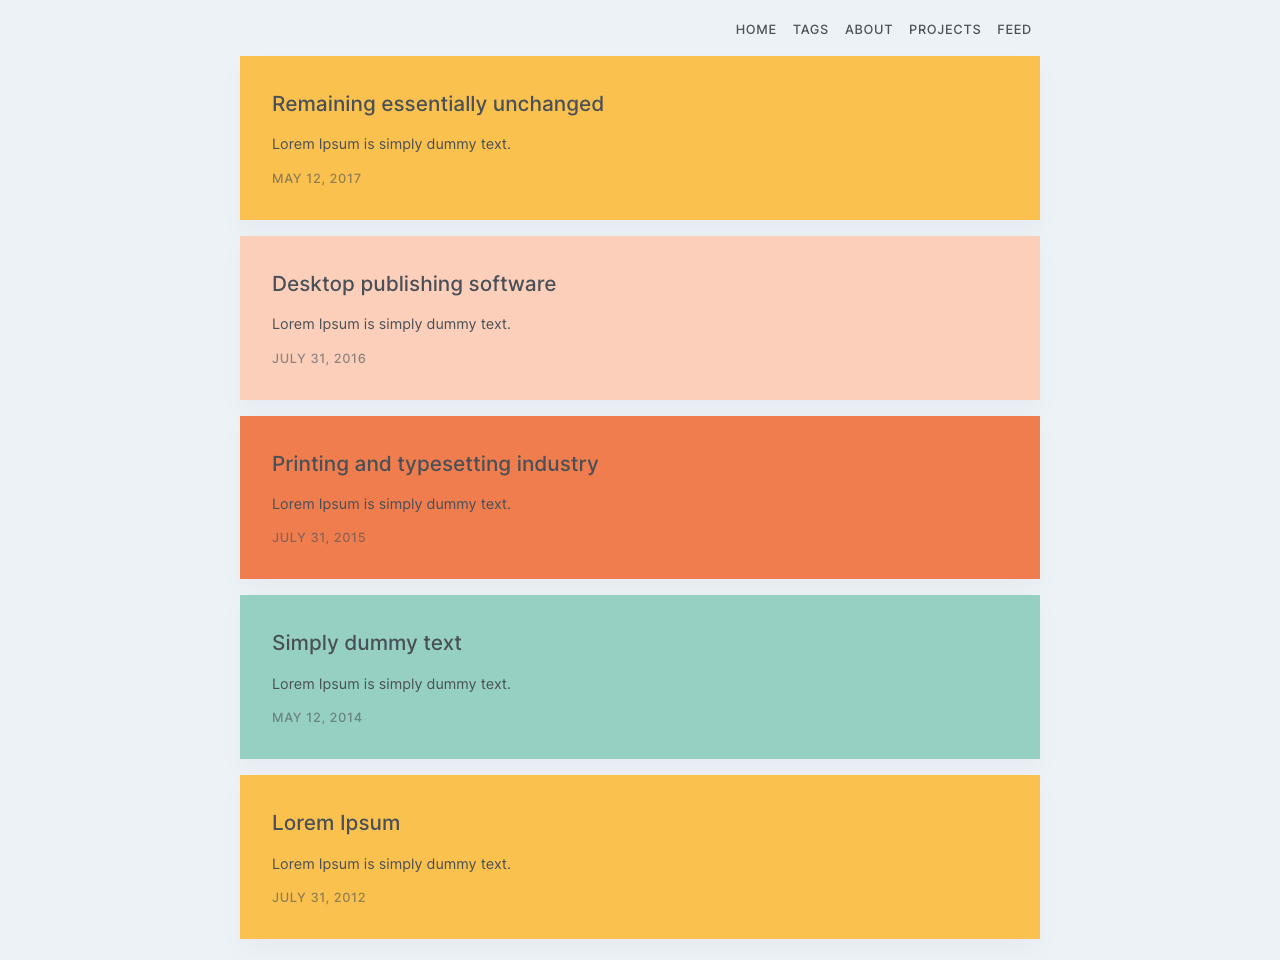 HOME TAGS ABOUT PROJECTS FEED
Remaining essentially unchanged
Lorem Ipsum is simply dummy text.
MAY 12, 2017
Desktop publishing software
Lorem Ipsum is simply dummy text.
JULY 31, 2016
Printing and typesetting industry
Lorem Ipsum is simply dummy text.
JULY 31, 2015
Simply dummy text
Lorem Ipsum is simply dummy text.
MAY 12, 2014
Lorem Ipsum
Lorem Ipsum is simply dummy text.
JULY 31, 2012